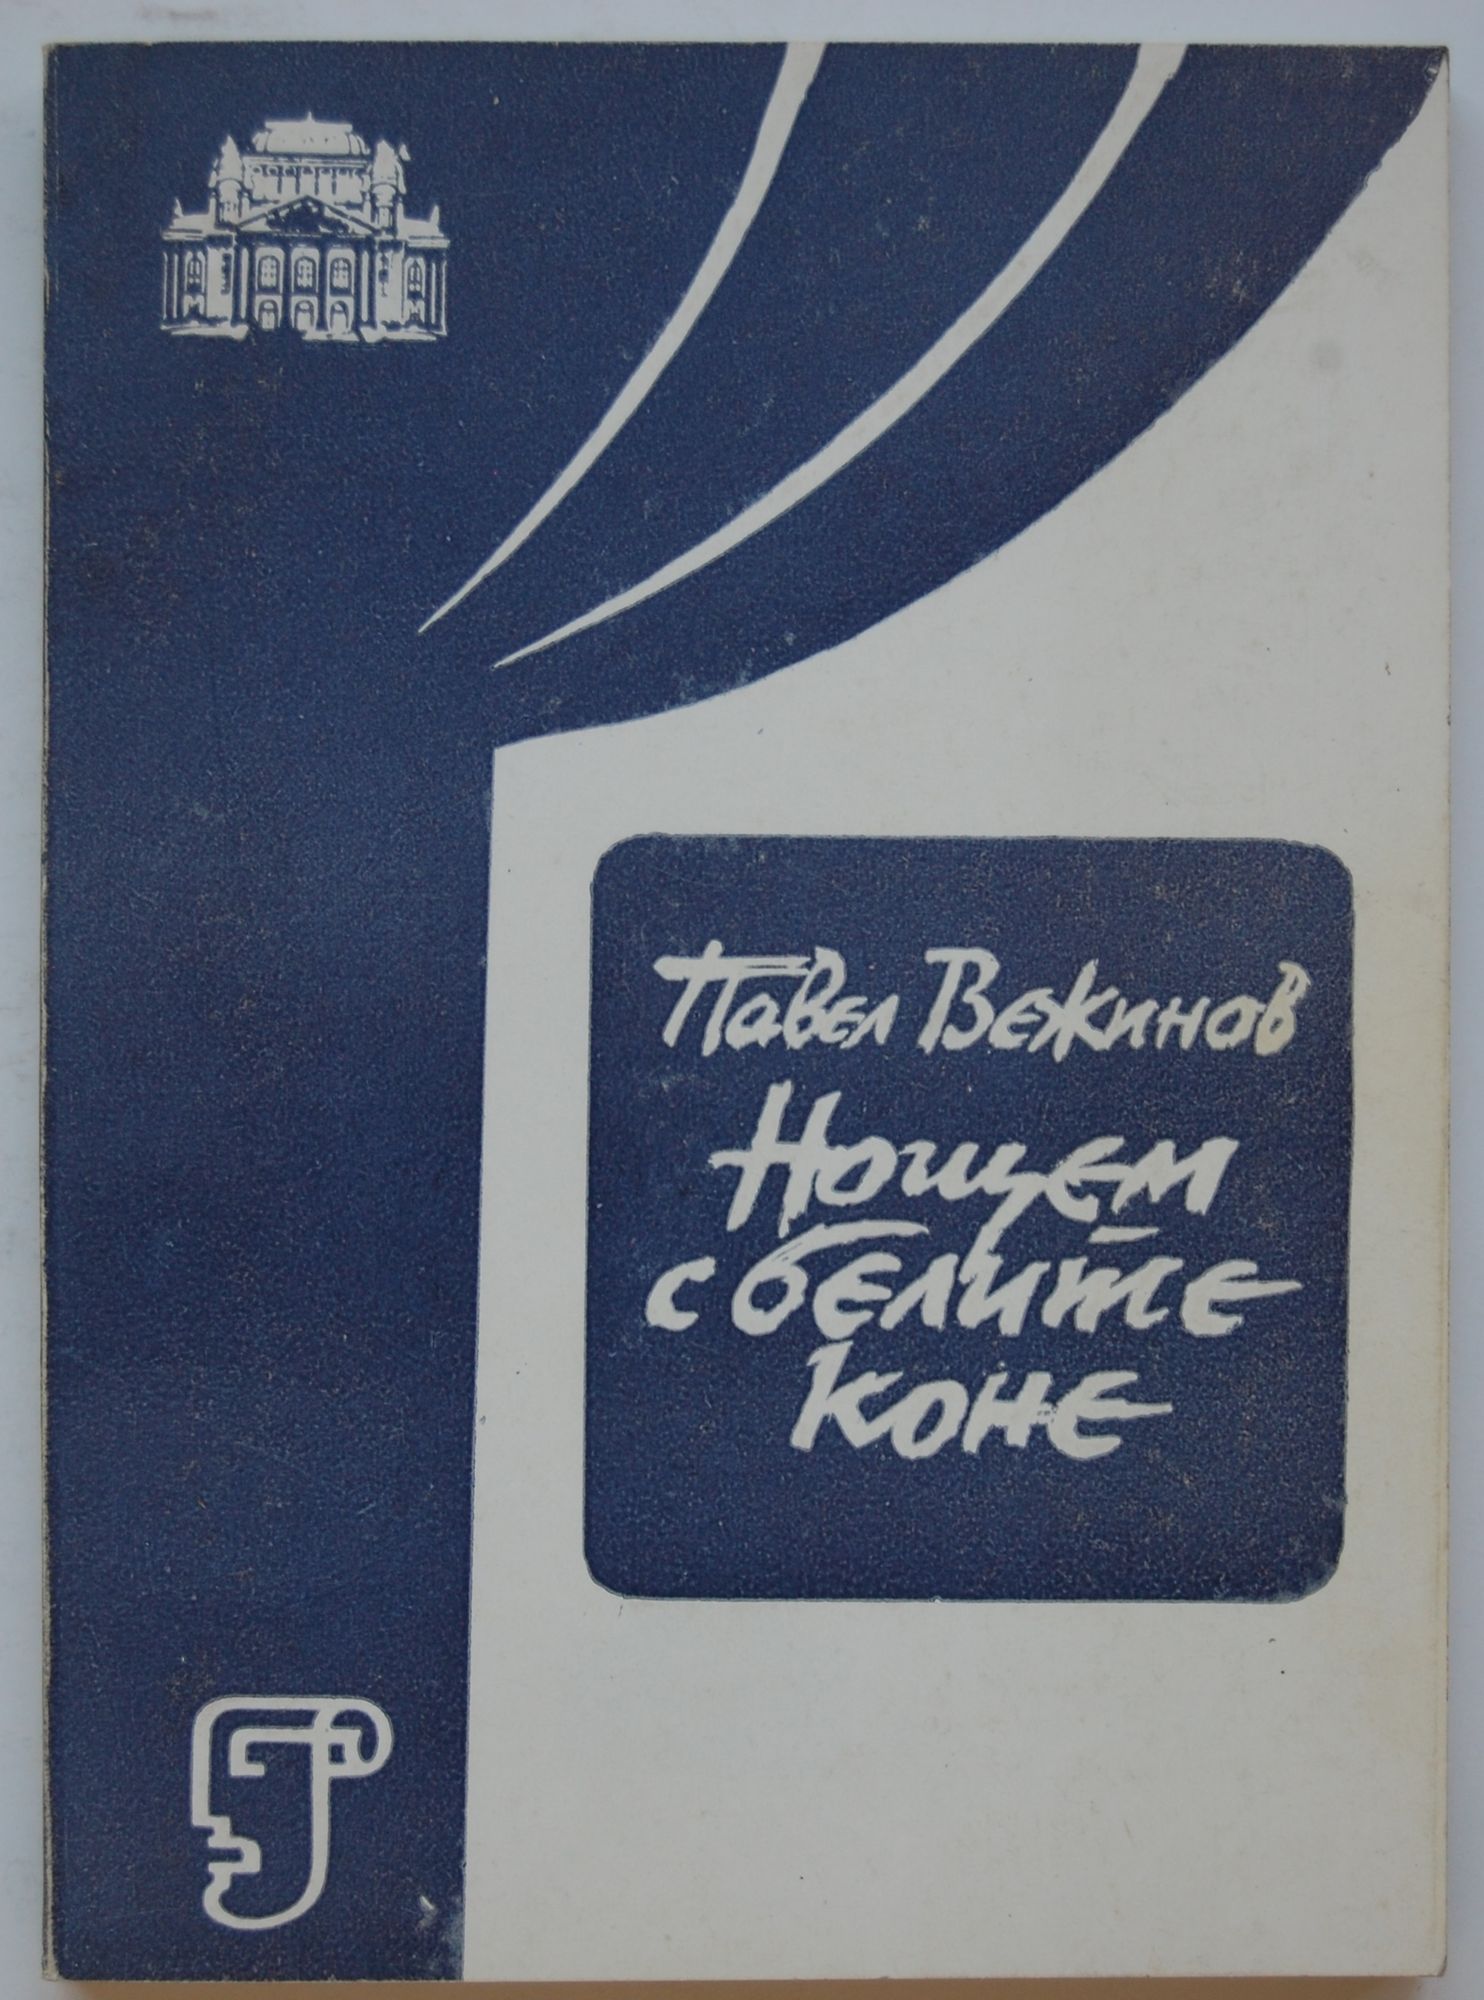 Павел Вежинов
Нощем
с белите
коне